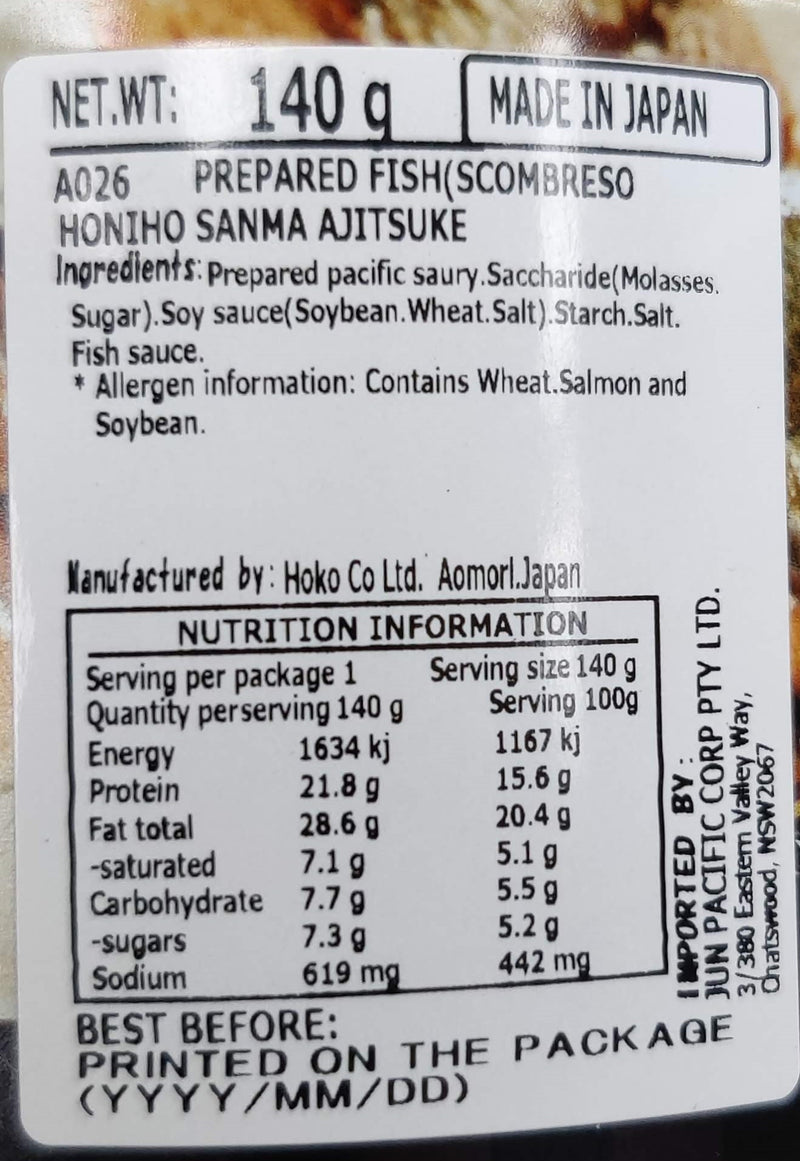 NET.WT: 140 g MADE IN JAPAN
A026 PREPARED FISH(SCOMBRESO
HONIHO SANMA AJITSUKE
Ingredients:Prepared pacific saury.Saccharide(Molasses.
Sugar).Soy sauce(Soybean.Wheat.Salt).Starch.Salt.
Fish sauce.
* Allergen information: Contains Wheat.Salmon and
Soybean.
Manufactured by: Hoko Co Ltd. Aomorl.Japan
NUTRITION INFORMATION
Serving per package 1 Serving size 140 g
Quantity perserving 140 g Serving 100g
Energy 1634 kj 1167 kj
Protein 21.8 g 15.6 g
Fat total 28.6 g 20.4 g
-saturated 7.1 g 5.1 g
Carbohydrate 7.7 g 5.5 g
-sugars 7.3 g 5.2 g
Sodium 619 mg 442 mg
IMPORTED BY:
JUN PACIFIC CORP PTY LTD.
3/380 Eastern Valley Way,
Chatswood, NSW2067
BEST BEFORE:
PRINTED ON THE PACKAGE
(YYYY/MM/DD)